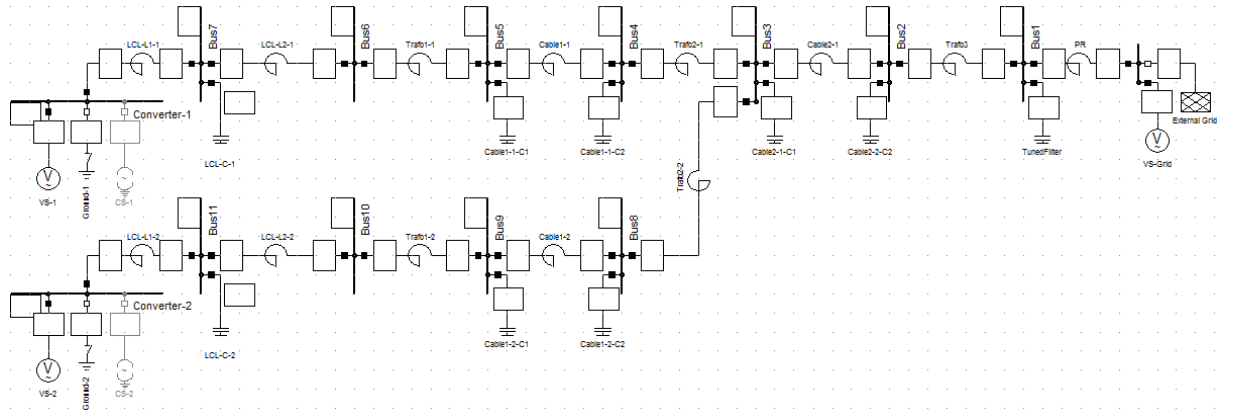 Bus7
Bus6
Bus5
Bus4
Bus3
Bus2
Bus1
LCL-L1-1
LCL-L2-1
Trafo1-1
Cable1-1
Trafo2-1
Cable2-1
Trafo3
PR
Converter-1
External Grid
LCL-C-1
Cable1-1-C1
Cable1-1-C2
Cable2-1-C1
Cable2-2-C2
TunedFilter
VS-Grid
V
V
VS-1
Ground-1
CS-1
Trafo2-2
Bus11
Bus10
Bus9
Bus8
LCL-L1-2
LCL-L2-2
Trafo1-2
Cable1-2
Converter-2
LCL-C-2
Cable1-2-C1
Cable1-2-C2
V
VS-2
Ground-2
CS-2